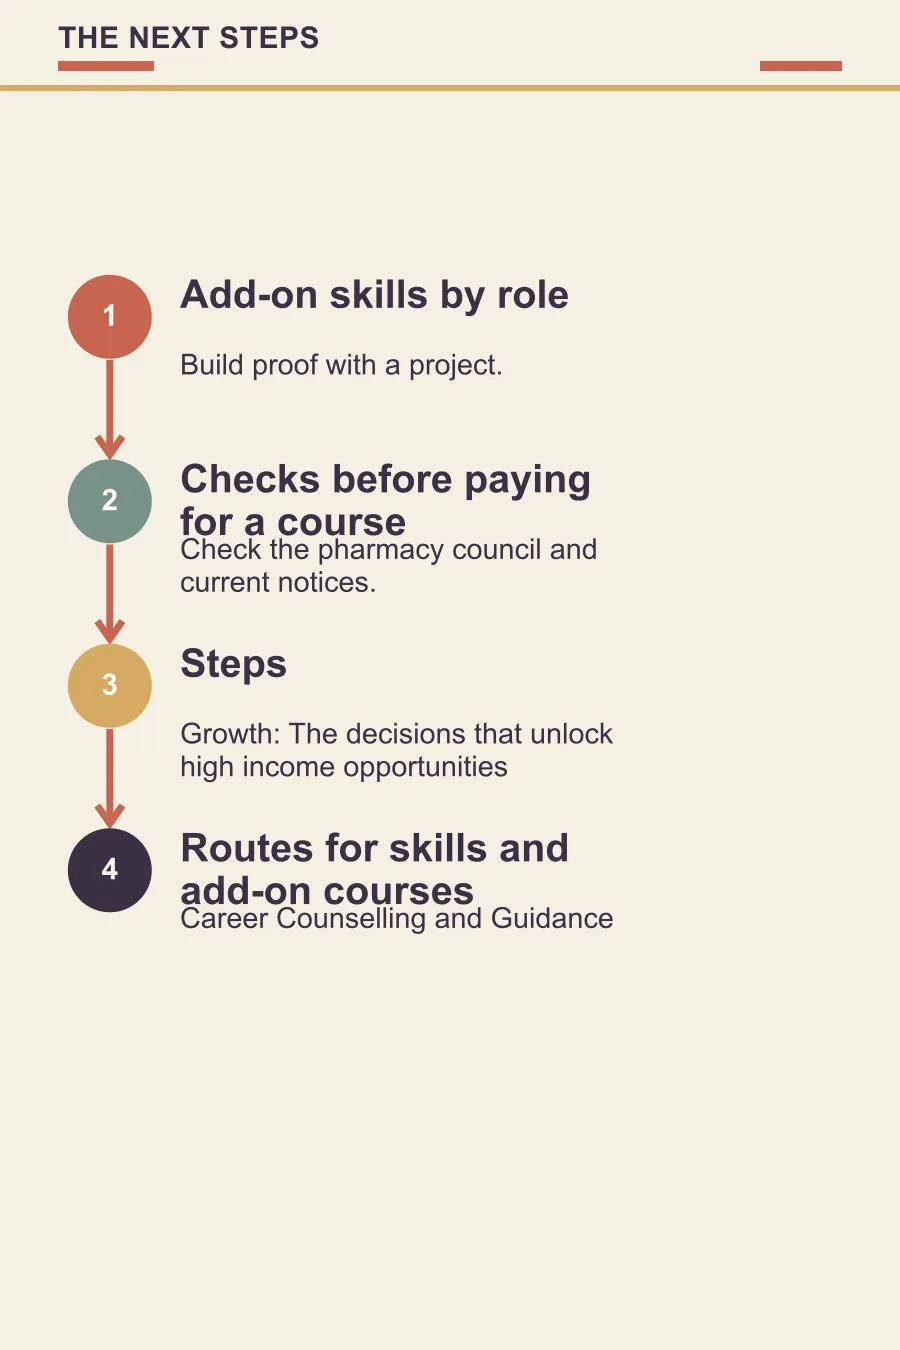 THE NEXT STEPS
1
Add-on skills by role
Build proof with a project.
2
Checks before paying
for a course
Check the pharmacy council and
current notices.
3
Steps
Growth: The decisions that unlock
high income opportunities
4
Routes for skills and
add-on courses
Career Counselling and Guidance